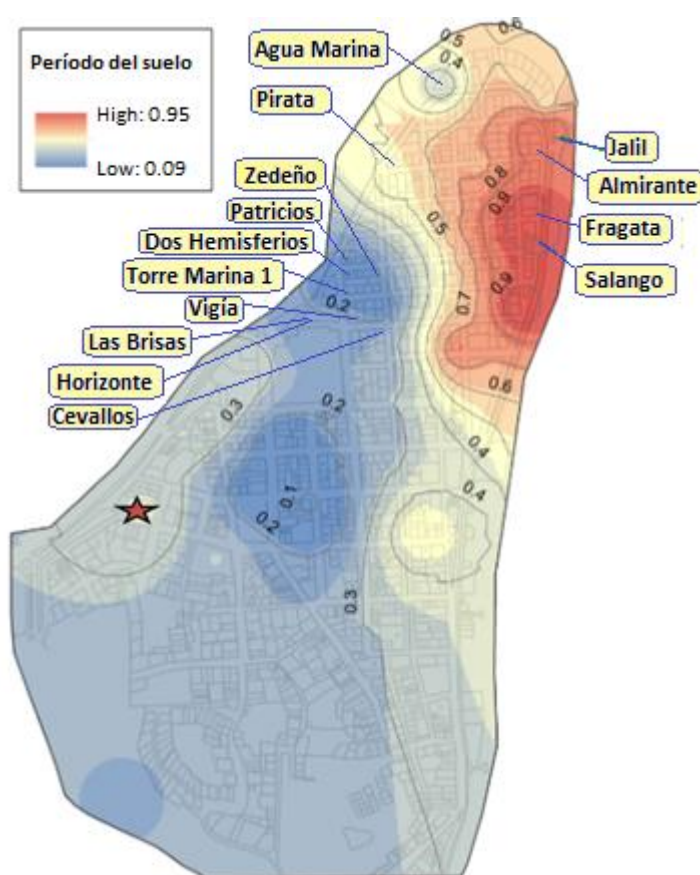 Período del suelo
High: 0.95
Low: 0.09
Agua Marina
Pirata
Zedeño
Patricios
Dos Hemisferios
Torre Marina 1
Vigía
Las Brisas
Horizonte
Cevallos
Jalil
Almirante
Fragata
Salango
0.5
0.6
0.4
0.8
0.9
0.5
0.9
0.7
0.2
0.6
0.2
0.3
0.4
0.4
0.1
0.2
0.3